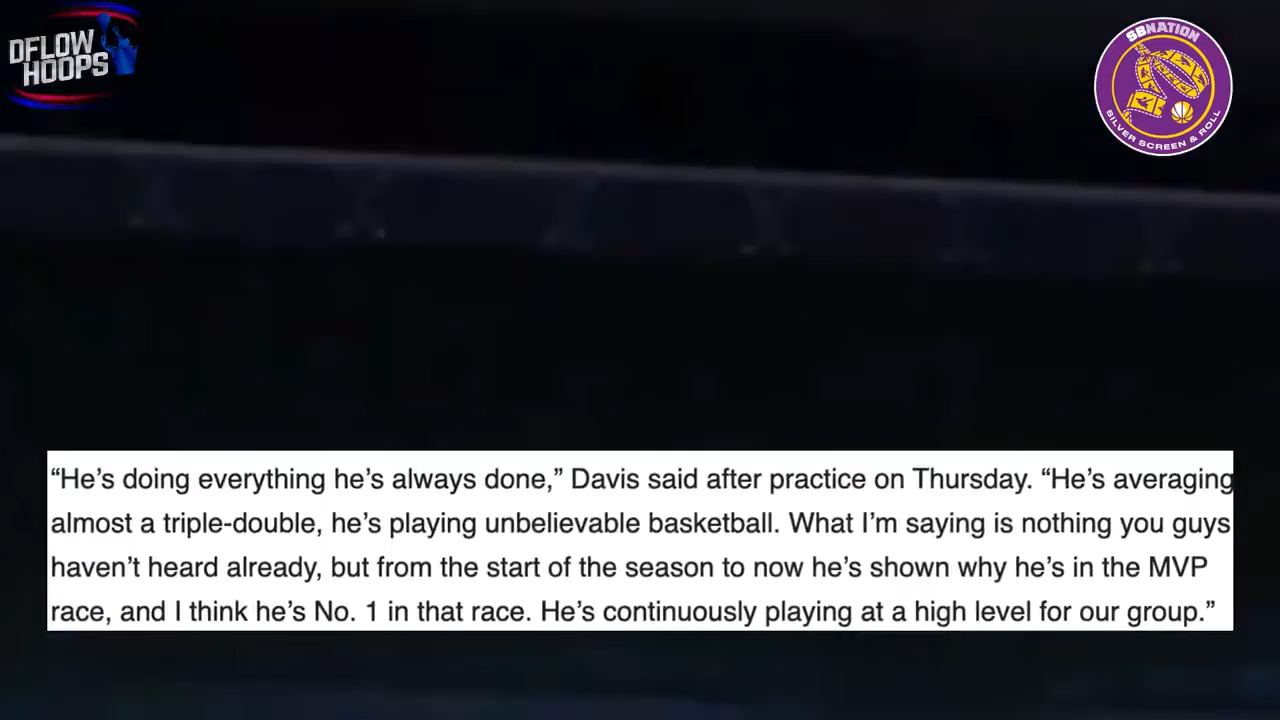 DFLOW
HOOPS
SBNATION
SILVER SCREEN & ROLL
“He’s doing everything he’s always done,” Davis said after practice on Thursday. “He’s averaging
almost a triple-double, he’s playing unbelievable basketball. What I’m saying is nothing you guys
haven’t heard already, but from the start of the season to now he’s shown why he’s in the MVP
race, and I think he’s No. 1 in that race. He’s continuously playing at a high level for our group.”